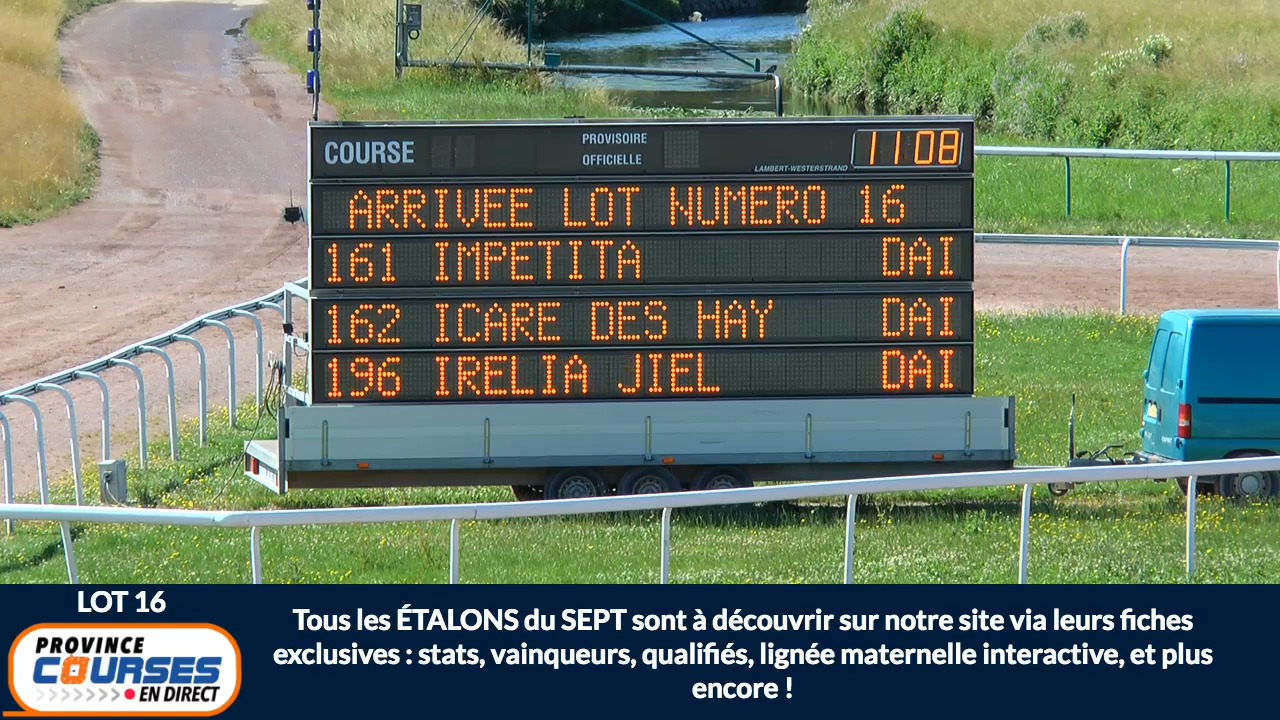 COURSE
PROVISOIRE
OFFICIELLE
LAMBERT-WESTERSTRAND
11 08
ARRIVEE LOT NUMERO 16
161 IMPETITA DAI
162 ICARE DES HAY DAI
196 IRELIA JIEL DAI
LOT 16
PROVINCE
COURSES
EN DIRECT
Tous les ÉTALONS du SEPT sont à découvrir sur notre site via leurs fiches
exclusives : stats, vainqueurs, qualifiés, lignée maternelle interactive, et plus
encore !